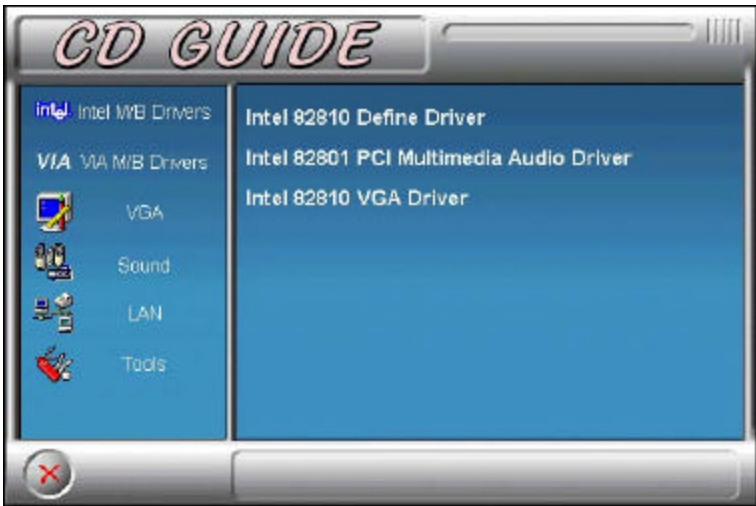 CD GUIDE
intel Intel M/B Drivers
VIA VIA M/B Drivers
VGA
Sound
LAN
Tools
Intel 82810 Define Driver
Intel 82801 PCI Multimedia Audio Driver
Intel 82810 VGA Driver